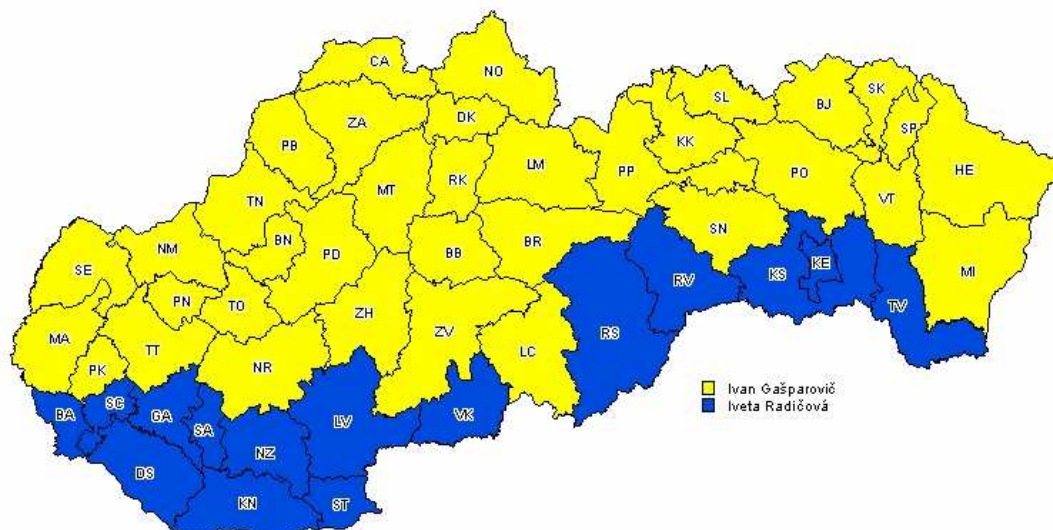 CA
NO
ZA
DK
SL
BJ
SK
SP
PB
KK
LM
PP
RK
MT
PO
HE
VT
TN
BN
PD
BB
BR
SN
NM
SE
PN
TO
KS
KE
MI
RV
TV
MA
TT
ZH
ZV
RS
LC
PK
NR
BA
SC
GA
SA
LV
VK
NZ
DS
KN
ST
Ivan Gašparovič
Iveta Radičová